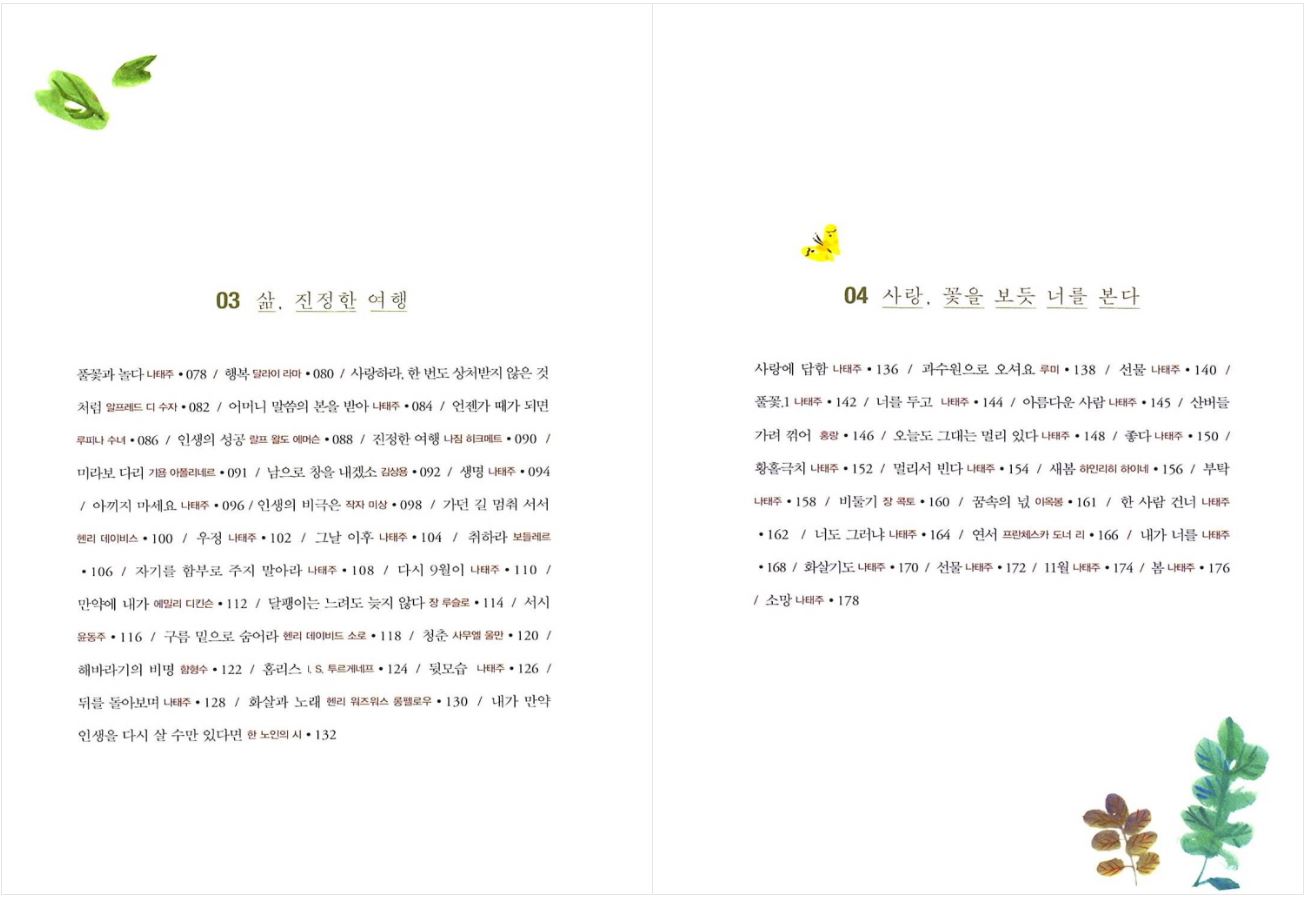 03 삶, 진정한 여행
풀꽃과 놀다 나태주 • 078 / 행복 달라이 라마 • 080 / 사랑하라, 한 번도 상처받지 않은 것
처럼 알프레드 디 수자 • 082 / 어머니 말씀의 본을 받아 나태주 • 084 / 언젠가 때가 되면
루피나 수녀 • 086 / 인생의 성공 랄프 왈도 에머슨 • 088 / 진정한 여행 나짐 히크메트 • 090 /
미라보 다리 기욤 아폴리네르 • 091 / 남으로 창을 내겠소 김상용 • 092 / 생명 나태주 • 094
/ 아끼지 마세요 나태주 • 096 / 인생의 비극은 작자 미상 • 098 / 가던 길 멈춰 서서
헨리 데이비스 • 100 / 우정 나태주 • 102 / 그날 이후 나태주 • 104 / 취하라 보들레르
• 106 / 자기를 함부로 주지 말아라 나태주 • 108 / 다시 9월이 나태주 • 110 /
만약에 내가 에밀리 디킨슨 • 112 / 달팽이는 느려도 늦지 않다 장 루슬로 • 114 / 서시
윤동주 • 116 / 구름 밑으로 숨어라 헨리 데이비드 소로 • 118 / 청춘 사무엘 울만 • 120 /
해바라기의 비명 함형수 • 122 / 홈리스 I. S. 투르게네프 • 124 / 뒷모습 나태주 • 126 /
뒤를 돌아보며 나태주 • 128 / 화살과 노래 헨리 워즈워스 롱펠로우 • 130 / 내가 만약
인생을 다시 살 수만 있다면 한 노인의 시 • 132
04 사랑, 꽃을 보듯 너를 본다
사랑에 답함 나태주 • 136 / 과수원으로 오셔요 루미 • 138 / 선물 나태주 • 140 /
풀꽃.1 나태주 • 142 / 너를 두고 나태주 • 144 / 아름다운 사람 나태주 • 145 / 산버들
가려 꺾어 홍랑 • 146 / 오늘도 그대는 멀리 있다 나태주 • 148 / 좋다 나태주 • 150 /
황홀극치 나태주 • 152 / 멀리서 빈다 나태주 • 154 / 새봄 하인리히 하이네 • 156 / 부탁
나태주 • 158 / 비둘기 장 콕토 • 160 / 꿈속의 넋 이옥봉 • 161 / 한 사람 건너 나태주
• 162 / 너도 그러냐 나태주 • 164 / 연서 프란체스카 도너 리 • 166 / 내가 너를 나태주
• 168 / 화살기도 나태주 • 170 / 선물 나태주 • 172 / 11월 나태주 • 174 / 봄 나태주 • 176
/ 소망 나태주 • 178